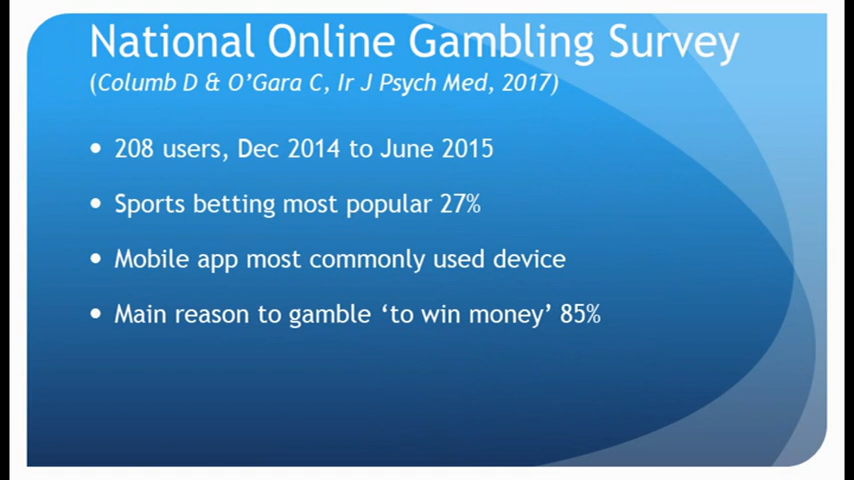 National Online Gambling Survey
(Columb D & O’Gara C, Ir J Psych Med, 2017)
• 208 users, Dec 2014 to June 2015
• Sports betting most popular 27%
• Mobile app most commonly used device
• Main reason to gamble ‘to win money’ 85%